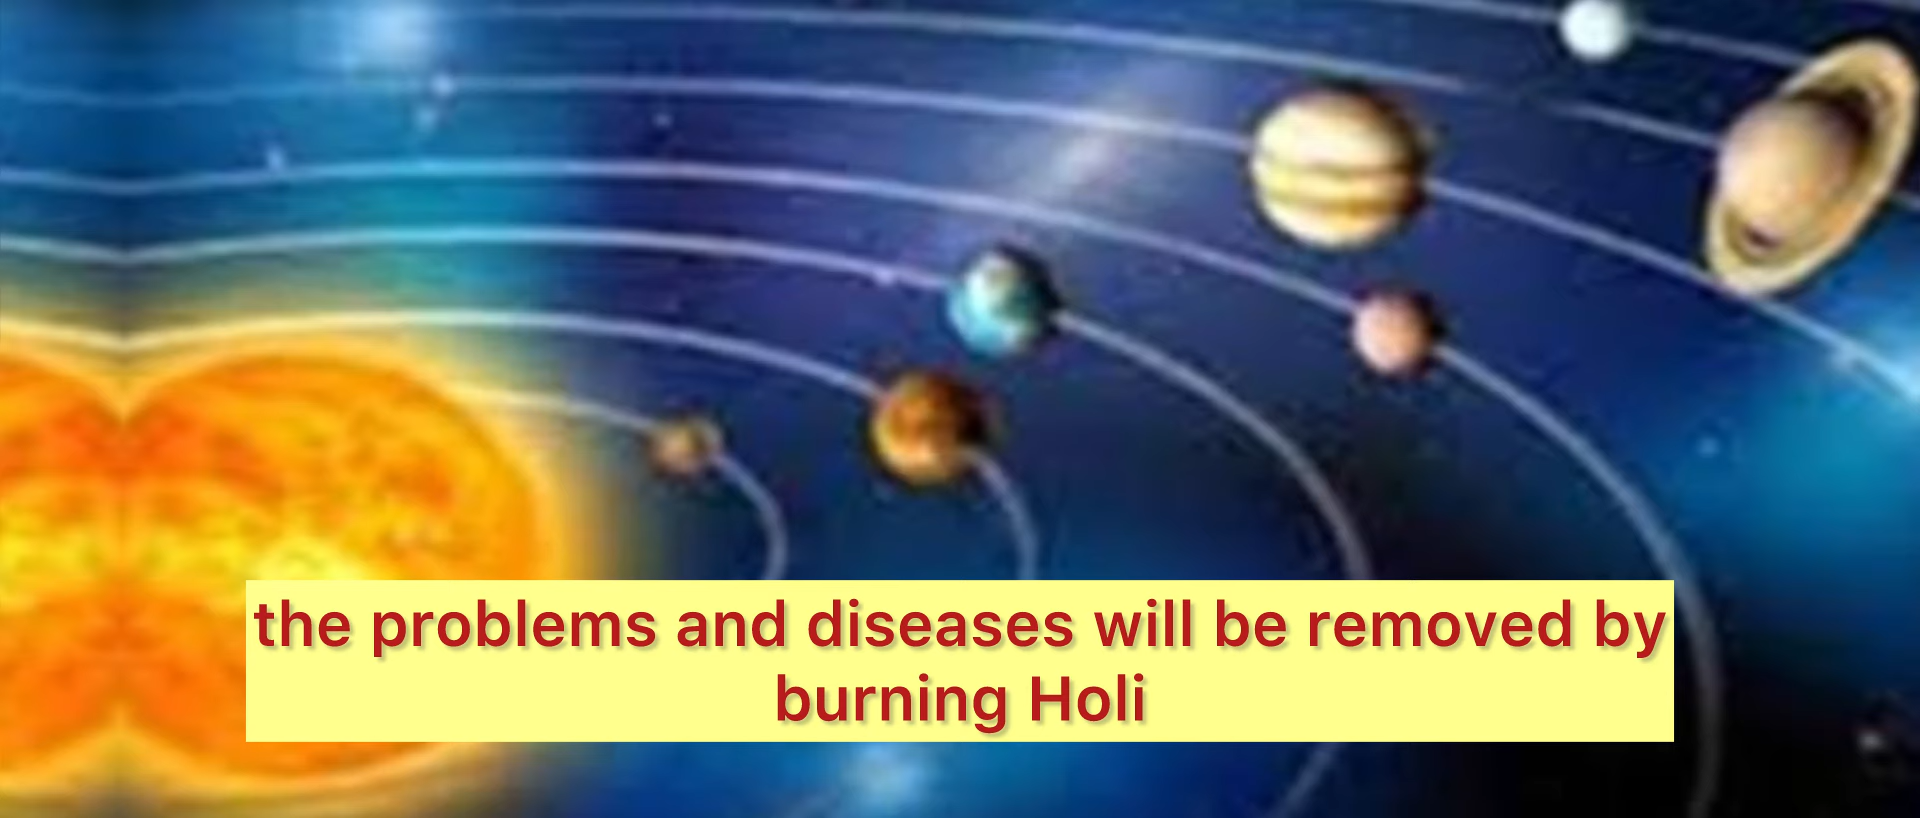 the problems and diseases will be removed by
burning Holi